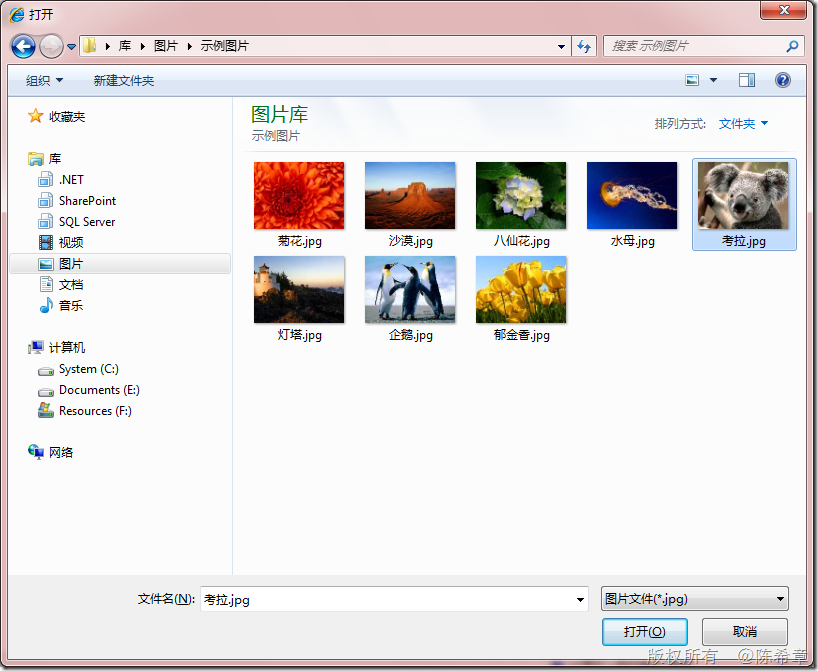 打开
库 图片 示例图片
搜索 示例图片
组织 新建文件夹
收藏夹
库
.NET
SharePoint
SQL Server
视频
图片
文档
音乐
计算机
System (C:)
Documents (E:)
Resources (F:)
网络
图片库
示例图片
排列方式: 文件夹
菊花.jpg 沙漠.jpg 八仙花.jpg 水母.jpg 考拉.jpg
灯塔.jpg 企鹅.jpg 郁金香.jpg
文件名(N): 考拉.jpg 图片文件(*.jpg)
打开(O) 取消
版权所有 @陈希章